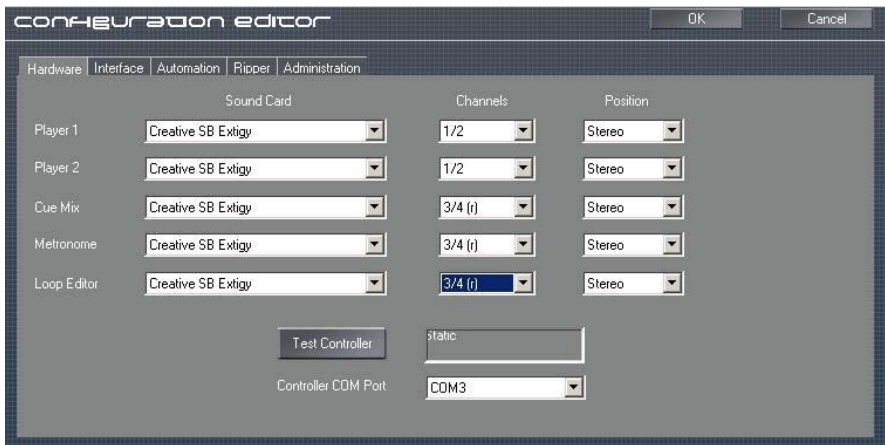 configuration editor OK Cancel
Hardware Interface Automation Ripper Administration
Sound Card Channels Position
Player 1 Creative SB Extigy 1/2 Stereo
Player 2 Creative SB Extigy 1/2 Stereo
Cue Mix Creative SB Extigy 3/4 (r) Stereo
Metronome Creative SB Extigy 3/4 (r) Stereo
Loop Editor Creative SB Extigy 3/4 (r) Stereo
Test Controller Static
Controller COM Port COM3